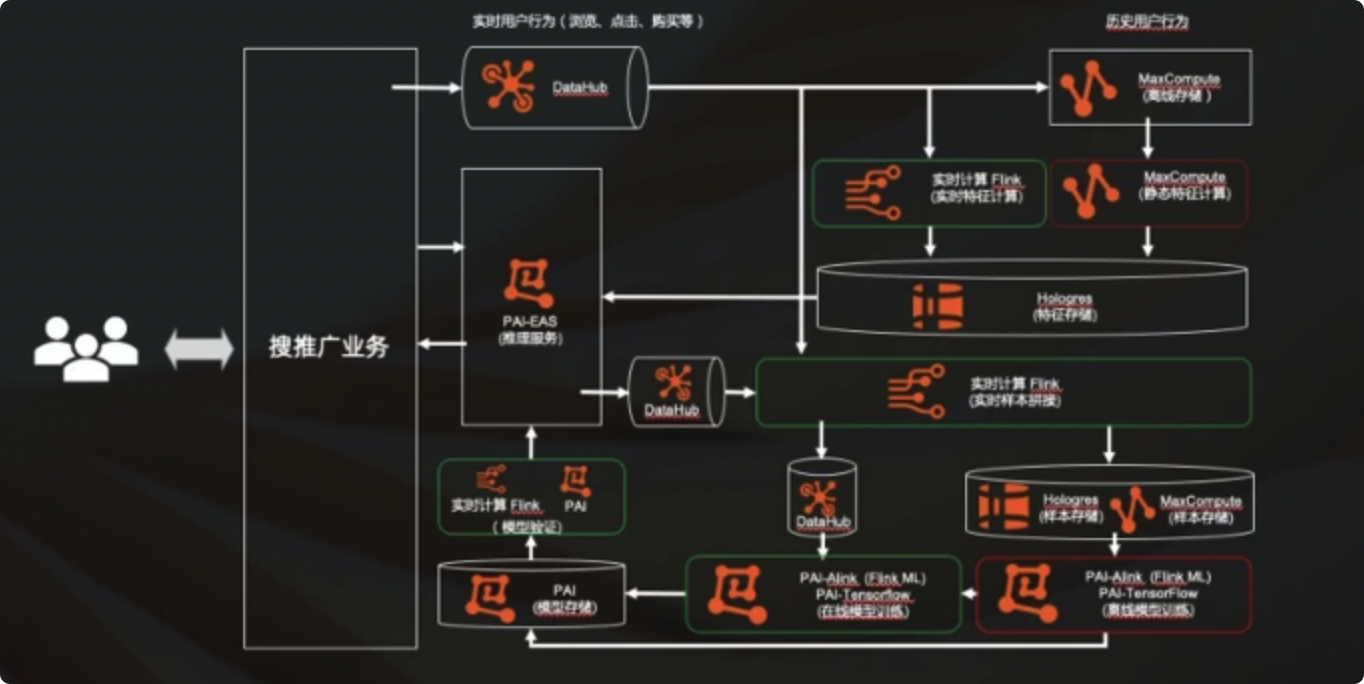 实时用户行为（浏览、点击、购买等）
历史用户行为
DataHub
MaxCompute
(离线存储）
实时计算 Flink
(实时特征计算)
MaxCompute
(静态特征计算)
PAI-EAS
(推理服务)
Hologres
(特征存储)
搜推广业务
DataHub
实时计算 Flink
(实时样本拼接)
实时计算 Flink
PAI
（模型验证)
DataHub
Hologres
(样本存储)
MaxCompute
(样本存储)
PAI
(模型存储)
PAI-Alink (Flink ML)
PAI-Tensorflow
(在线模型训练)
PAI-Alink (Flink ML)
PAI-TensorFlow
(离线模型训练)